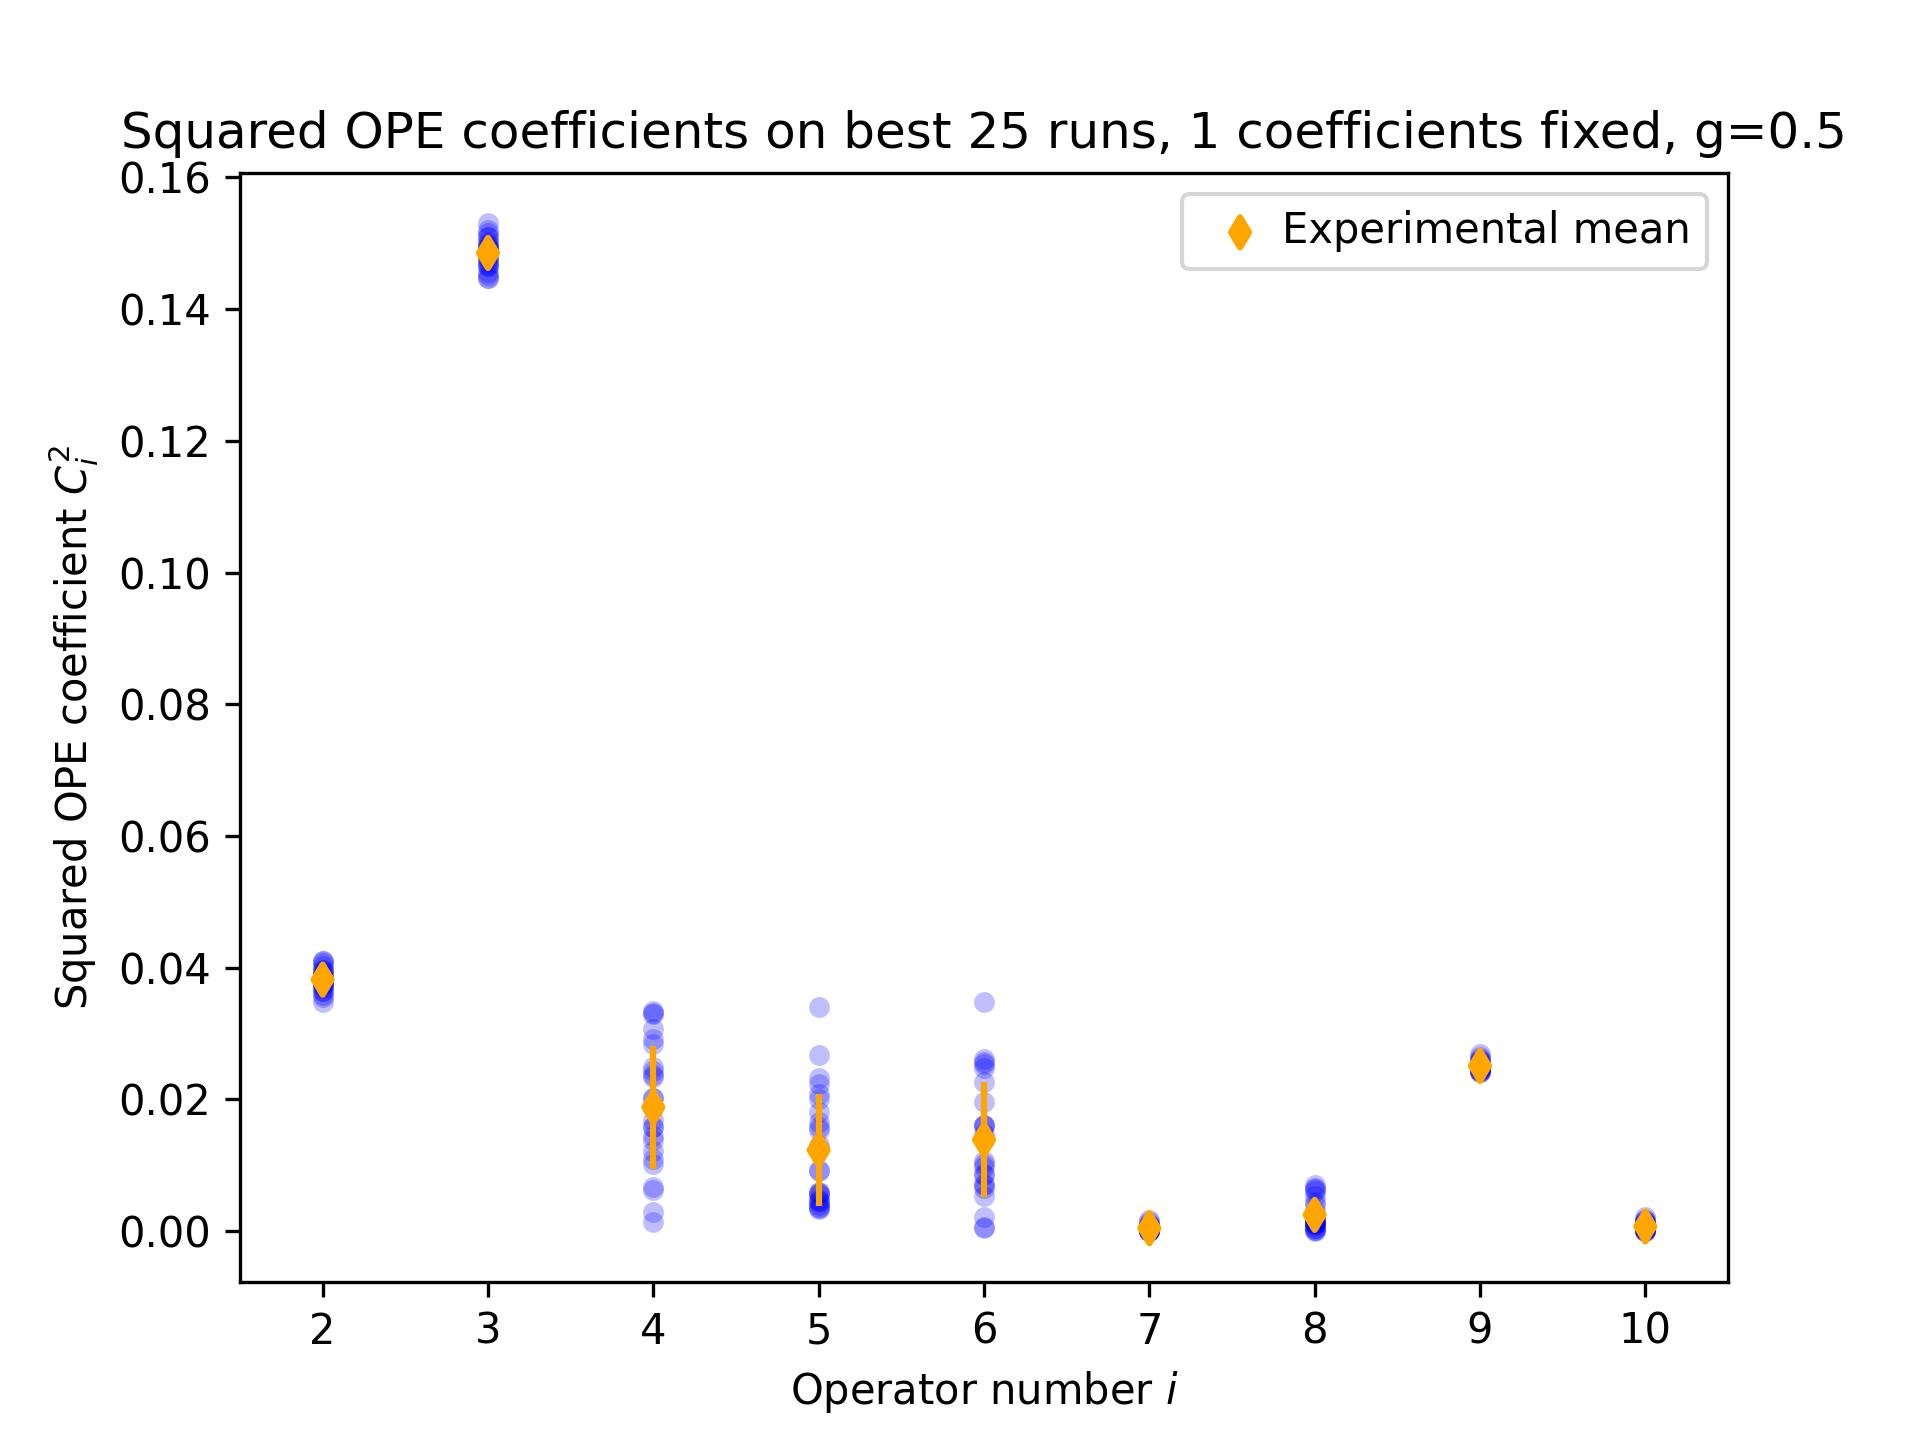 Squared OPE coefficients on best 25 runs, 1 coefficients fixed, g=0.5
Experimental mean
Squared OPE coefficient $C_i^2$
0.16
0.14
0.12
0.10
0.08
0.06
0.04
0.02
0.00
2 3 4 5 6 7 8 9 10
Operator number i